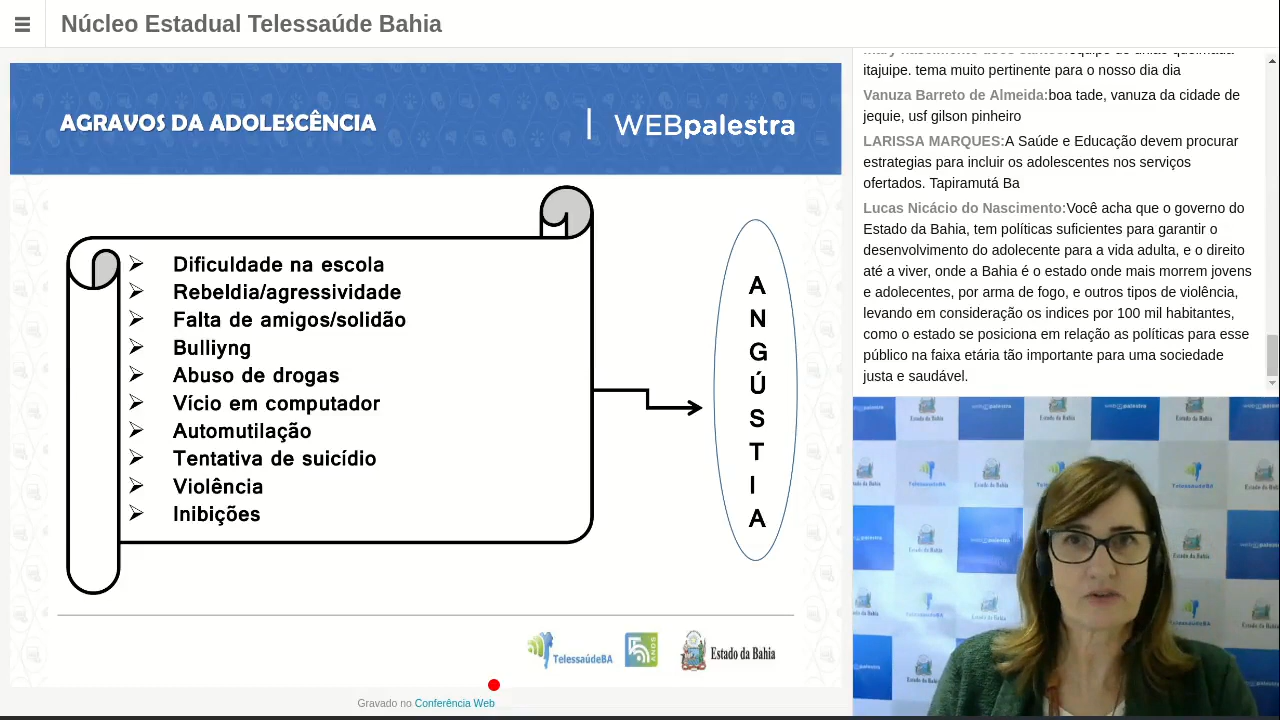 Núcleo Estadual Telessaúde Bahia
AGRAVOS DA ADOLESCÊNCIA
WEBpalestra
Dificuldade na escola
Rebeldia/agressividade
Falta de amigos/solidão
Bulliyng
Abuso de drogas
Vício em computador
Automutilação
Tentativa de suicídio
Violência
Inibições
A
N
G
Ú
S
T
I
A
TelessaúdeBA
ANOS
Estado da Bahia
Gravado no Conferência Web
itajuipe. tema muito pertinente para o nosso dia dia
Vanuza Barreto de Almeida:boa tade, vanuza da cidade de
jequie, usf gilson pinheiro
LARISSA MARQUES:A Saúde e Educação devem procurar
estrategias para incluir os adolescentes nos serviços
ofertados. Tapiramutá Ba
Lucas Nicácio do Nascimento:Você acha que o governo do
Estado da Bahia, tem políticas suficientes para garantir o
desenvolvimento do adolecente para a vida adulta, e o direito
até a viver, onde a Bahia é o estado onde mais morrem jovens
e adolecentes, por arma de fogo, e outros tipos de violência,
levando em consideração os indices por 100 mil habitantes,
como o estado se posiciona em relação as políticas para esse
público na faixa etária tão importante para uma sociedade
justa e saudável.
TelessaúdeBA
Estado da Bahia